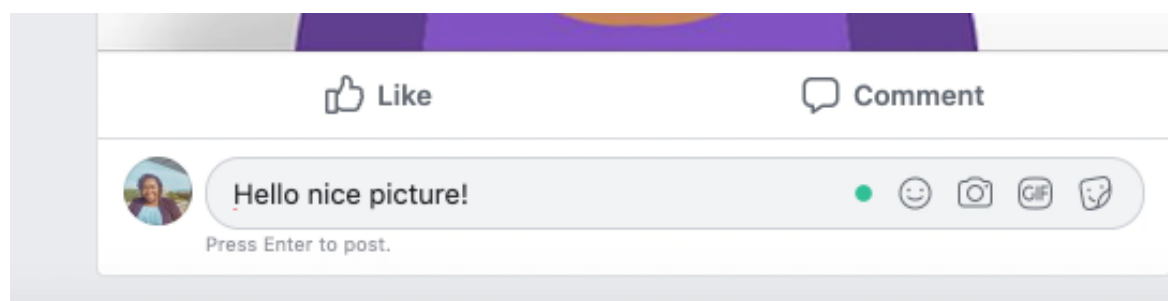 Like
Comment
Hello nice picture!
GIF
Press Enter to post.